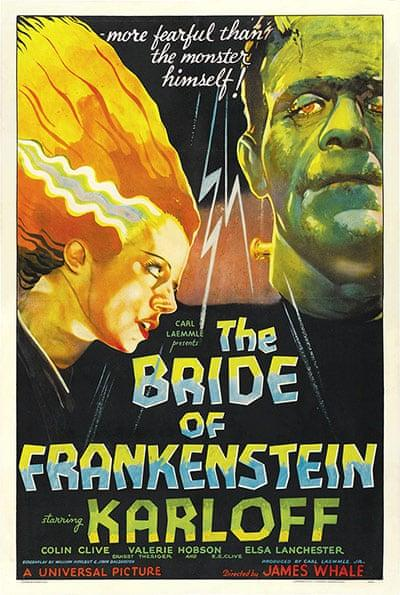 -more fearful than
the monster
himself!
CARL
LAEMMLE
presents
The
BRIDE
OF
FRANKENSTEIN
starring KARLOFF
COLIN CLIVE VALERIE HOBSON ELSA LANCHESTER
ERNEST THESIGER AND E.E.CLIVE
SCREENPLAY BY WILLIAM HURLBUT & JOHN BALDERSTON
PRODUCED BY CARL LAEMMLE JR.
A UNIVERSAL PICTURE Directed by JAMES WHALE